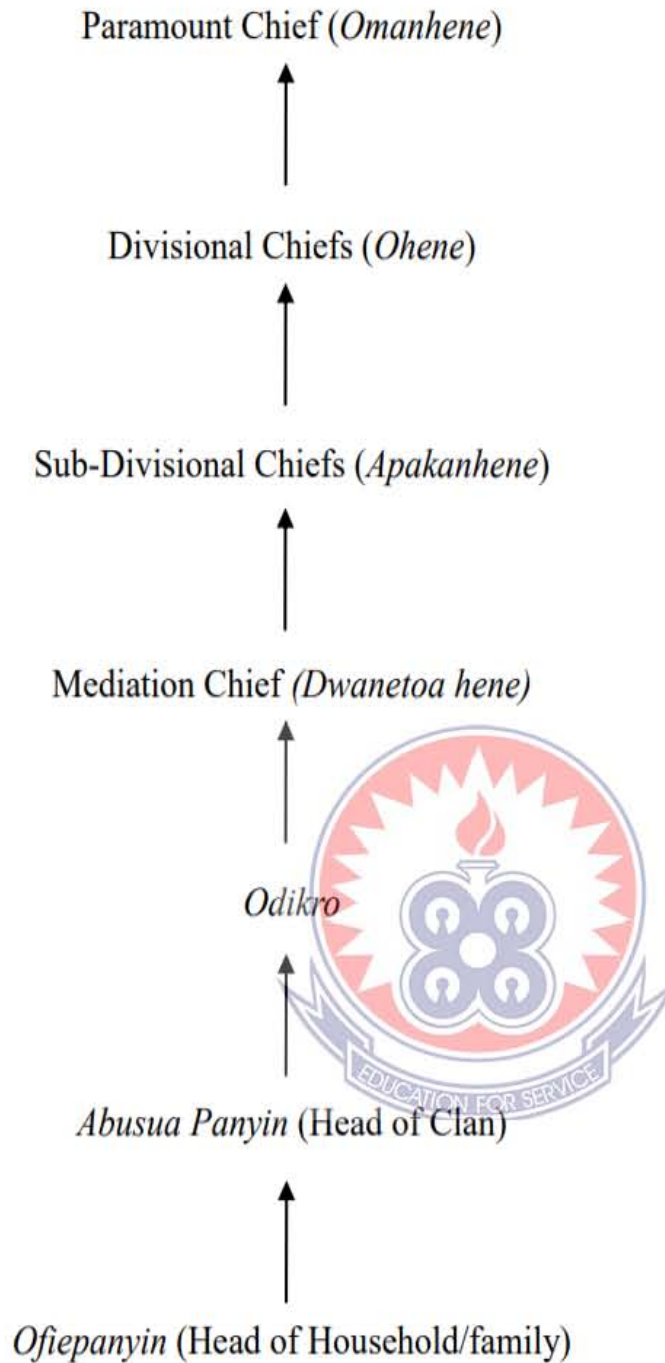 Paramount Chief (Omanhene)
Divisional Chiefs (Ohene)
Sub-Divisional Chiefs (Apakanhene)
Mediation Chief (Dwanetoa hene)
Odikro
EDUCATION FOR SERVICE
Abusua Panyin (Head of Clan)
Ofiepanyin (Head of Household/family)